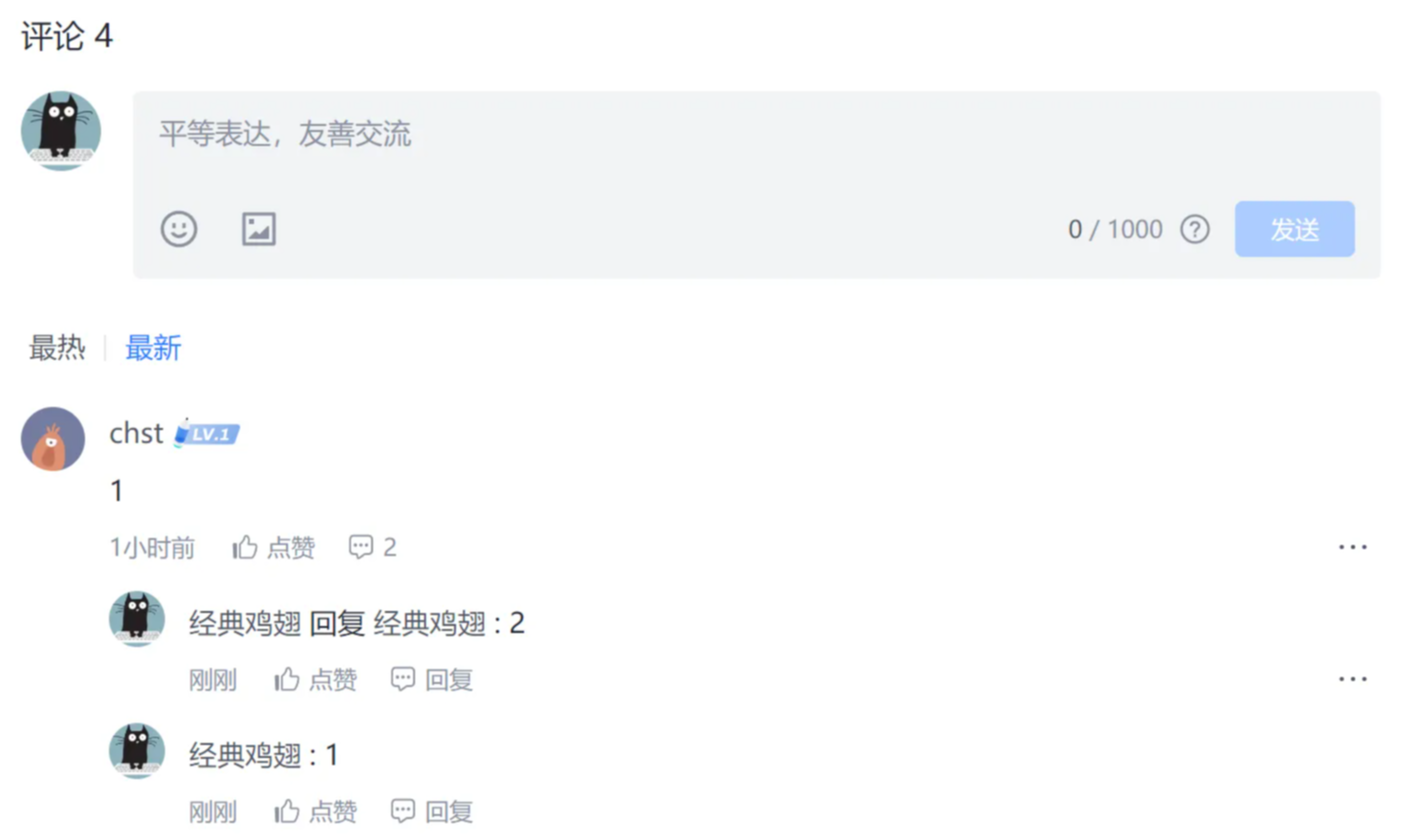 评论 4
平等表达，友善交流
0 / 1000 ? 发送
最热 最新
chst LV.1
1
1小时前 点赞 2
经典鸡翅 回复 经典鸡翅 : 2
刚刚 点赞 回复
经典鸡翅 : 1
刚刚 点赞 回复